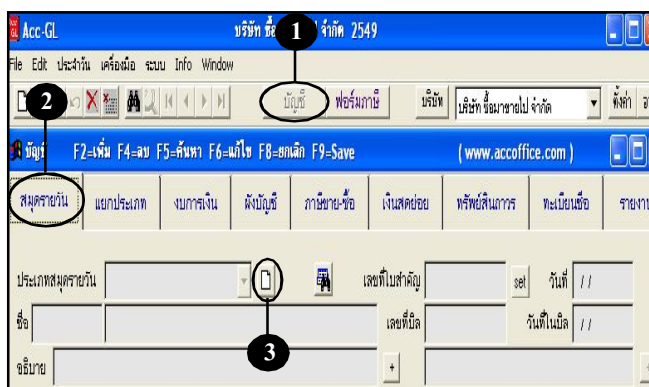 Acc-GL บริษัท ซื้อ 1 จำกัด 2549
File Edit ประจำวัน เครื่องมือ ระบบ Info Window
2 บัญชี ฟอร์มภาษี บริษัท บริษัท ซื้อมาขายไป จำกัด ตั้งค่า
บัญชี F2=เพิ่ม F4=ลบ F5=ค้นหา F6=แก้ไข F8=ยกเลิก F9=Save ( www.accoffice.com )
สมุดรายวัน แยกประเภท งบการเงิน ผังบัญชี ภาษีขาย-ซื้อ เงินสดย่อย ทรัพย์สินถาวร ทะเบียนชื่อ รายงาน
ประเภทสมุดรายวัน เลขที่ใบสำคัญ set วันที่ / /
ชื่อ เลขที่บิล วันที่ในบิล / /
3
อธิบาย + +